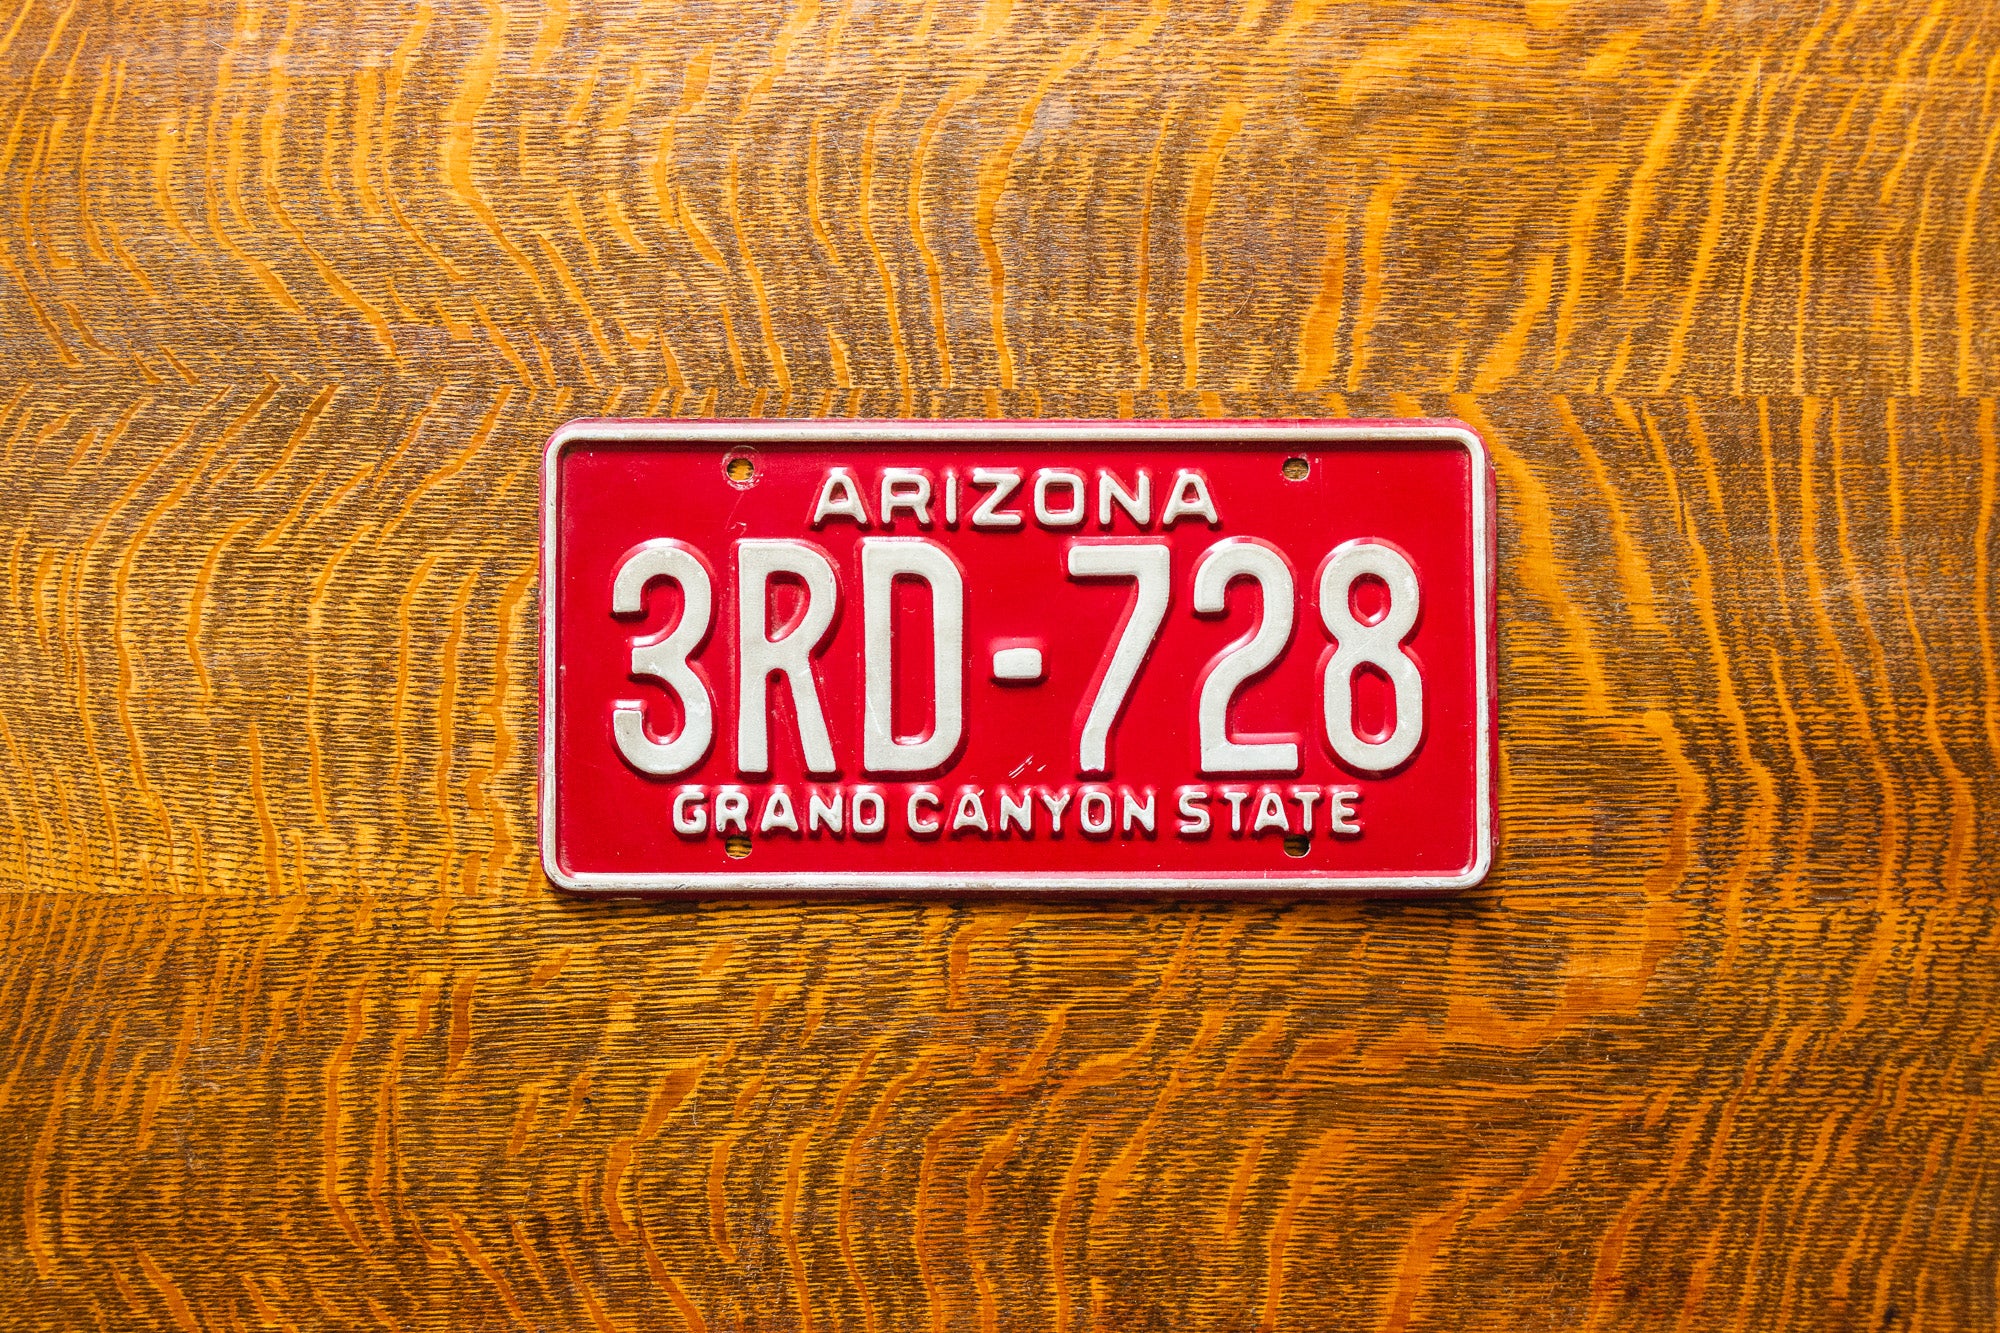 ARIZONA
3RD-728
GRAND CANYON STATE